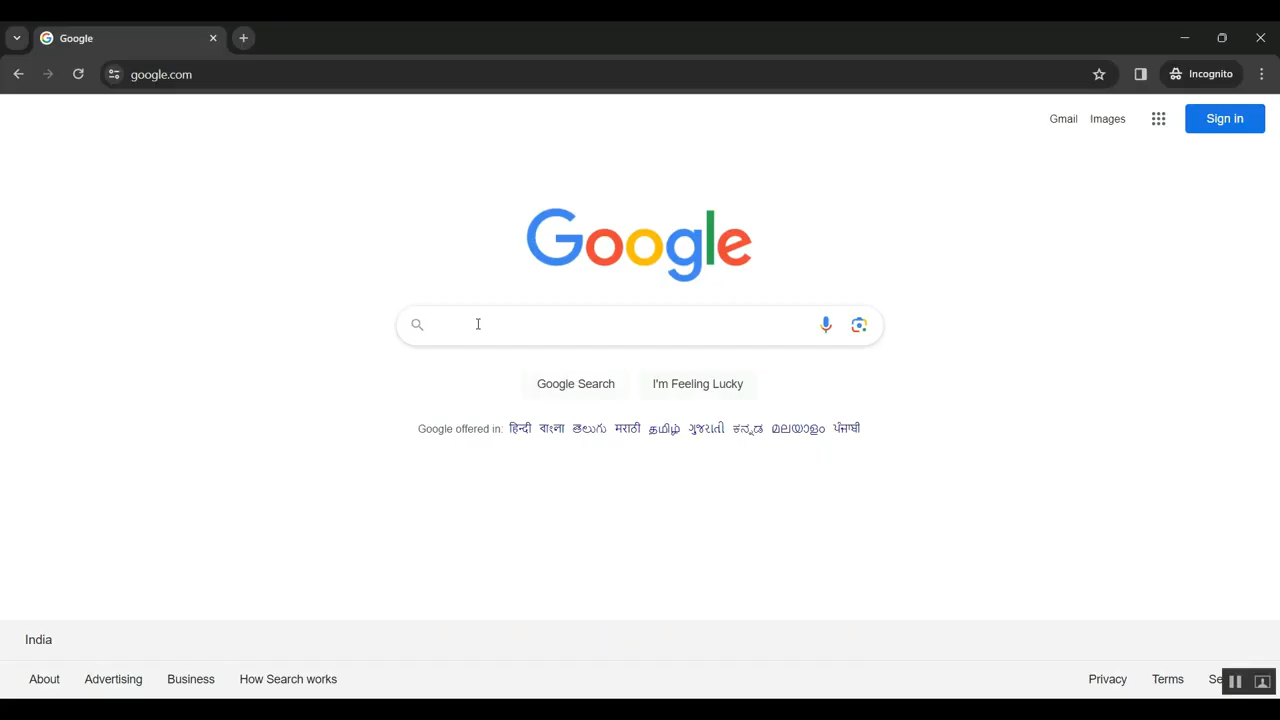 Google
google.com
Incognito
Gmail Images Sign in
Google
Google Search I'm Feeling Lucky
Google offered in: हिन्दी বাংলা తెలుగు मराठी தமிழ் ગુજરાતી ಕನ್ನಡ മലയാളം ਪੰਜਾਬੀ
India
About Advertising Business How Search works Privacy Terms Se